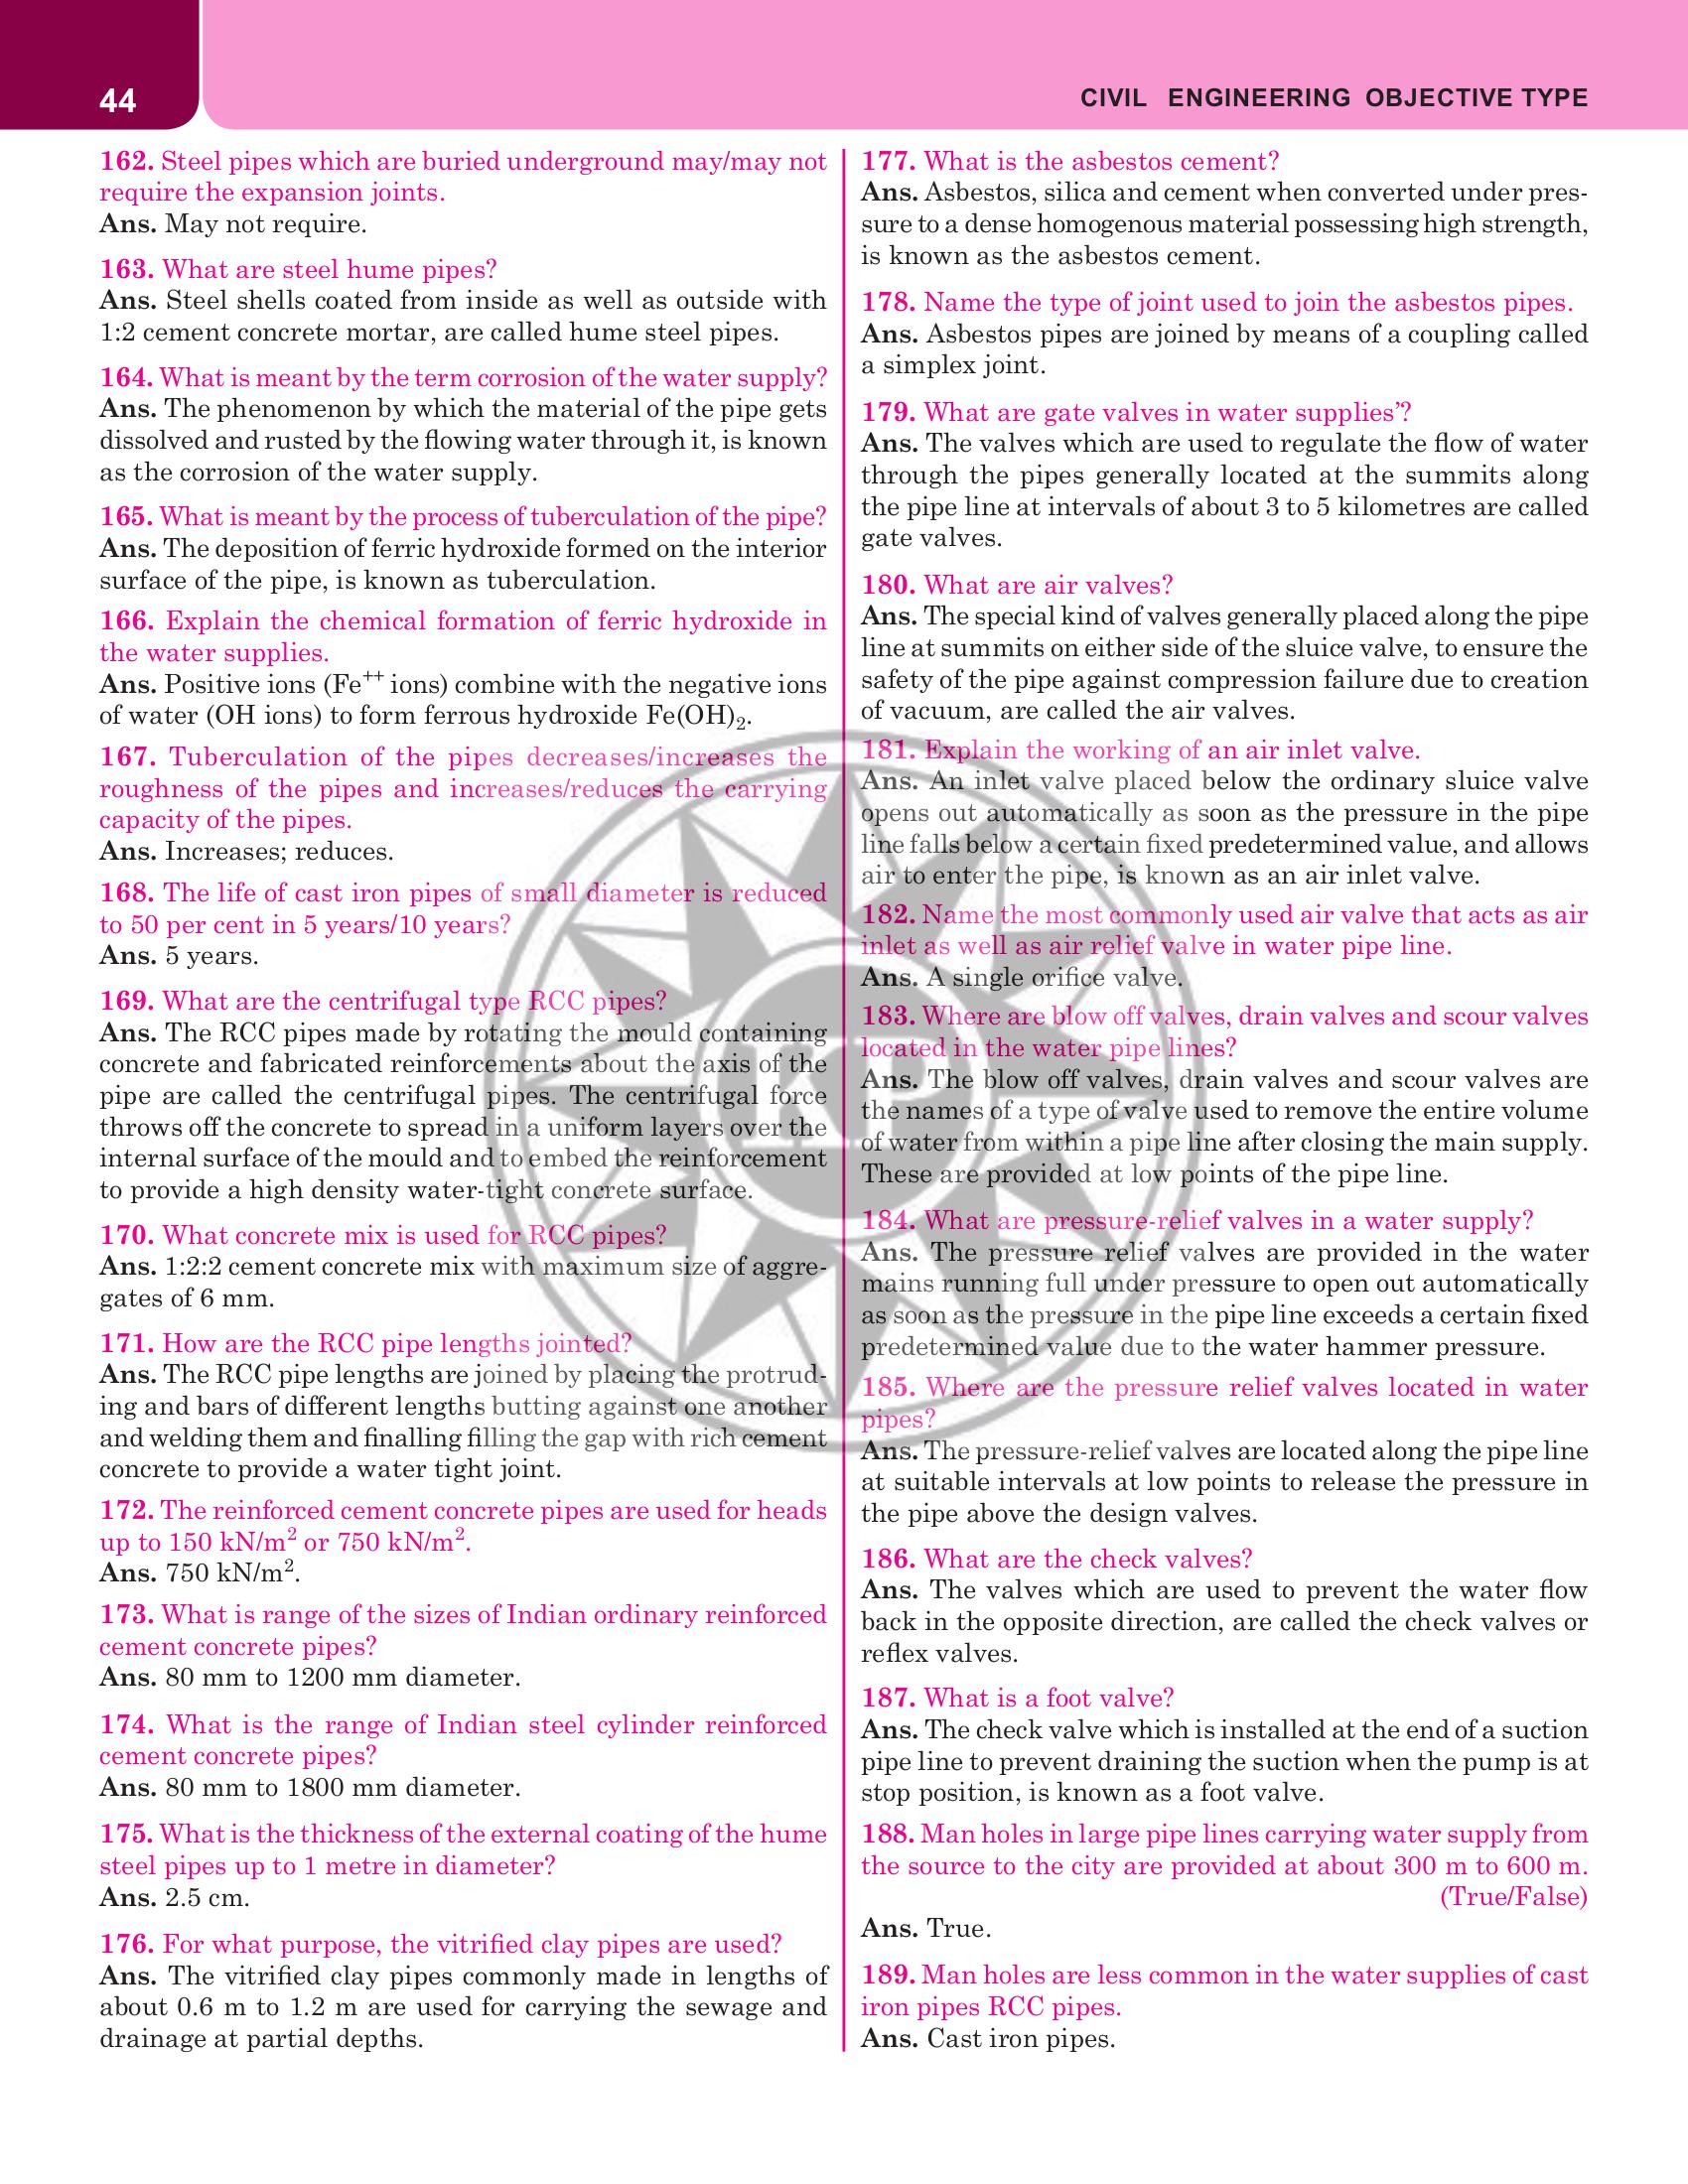 44
CIVIL ENGINEERING OBJECTIVE TYPE
162. Steel pipes which are buried underground may/may not
require the expansion joints.
Ans. May not require.
163. What are steel hume pipes?
Ans. Steel shells coated from inside as well as outside with
1:2 cement concrete mortar, are called hume steel pipes.
164. What is meant by the term corrosion of the water supply?
Ans. The phenomenon by which the material of the pipe gets
dissolved and rusted by the flowing water through it, is known
as the corrosion of the water supply.
165. What is meant by the process of tuberculation of the pipe?
Ans. The deposition of ferric hydroxide formed on the interior
surface of the pipe, is known as tuberculation.
166. Explain the chemical formation of ferric hydroxide in
the water supplies.
Ans. Positive ions (Fe⁺⁺ ions) combine with the negative ions
of water (OH ions) to form ferrous hydroxide Fe(OH)₂.
167. Tuberculation of the pipes decreases/increases the
roughness of the pipes and increases/reduces the carrying
capacity of the pipes.
Ans. Increases; reduces.
168. The life of cast iron pipes of small diameter is reduced
to 50 per cent in 5 years/10 years?
Ans. 5 years.
169. What are the centrifugal type RCC pipes?
Ans. The RCC pipes made by rotating the mould containing
concrete and fabricated reinforcements about the axis of the
pipe are called the centrifugal pipes. The centrifugal force
throws off the concrete to spread in a uniform layers over the
internal surface of the mould and to embed the reinforcement
to provide a high density water-tight concrete surface.
170. What concrete mix is used for RCC pipes?
Ans. 1:2:2 cement concrete mix with maximum size of aggre-
gates of 6 mm.
171. How are the RCC pipe lengths jointed?
Ans. The RCC pipe lengths are joined by placing the protrud-
ing and bars of different lengths butting against one another
and welding them and finalling filling the gap with rich cement
concrete to provide a water tight joint.
172. The reinforced cement concrete pipes are used for heads
up to 150 kN/m² or 750 kN/m².
Ans. 750 kN/m².
173. What is range of the sizes of Indian ordinary reinforced
cement concrete pipes?
Ans. 80 mm to 1200 mm diameter.
174. What is the range of Indian steel cylinder reinforced
cement concrete pipes?
Ans. 80 mm to 1800 mm diameter.
175. What is the thickness of the external coating of the hume
steel pipes up to 1 metre in diameter?
Ans. 2.5 cm.
176. For what purpose, the vitrified clay pipes are used?
Ans. The vitrified clay pipes commonly made in lengths of
about 0.6 m to 1.2 m are used for carrying the sewage and
drainage at partial depths.
177. What is the asbestos cement?
Ans. Asbestos, silica and cement when converted under pres-
sure to a dense homogenous material possessing high strength,
is known as the asbestos cement.
178. Name the type of joint used to join the asbestos pipes.
Ans. Asbestos pipes are joined by means of a coupling called
a simplex joint.
179. What are gate valves in water supplies’?
Ans. The valves which are used to regulate the flow of water
through the pipes generally located at the summits along
the pipe line at intervals of about 3 to 5 kilometres are called
gate valves.
180. What are air valves?
Ans. The special kind of valves generally placed along the pipe
line at summits on either side of the sluice valve, to ensure the
safety of the pipe against compression failure due to creation
of vacuum, are called the air valves.
181. Explain the working of an air inlet valve.
Ans. An inlet valve placed below the ordinary sluice valve
opens out automatically as soon as the pressure in the pipe
line falls below a certain fixed predetermined value, and allows
air to enter the pipe, is known as an air inlet valve.
182. Name the most commonly used air valve that acts as air
inlet as well as air relief valve in water pipe line.
Ans. A single orifice valve.
183. Where are blow off valves, drain valves and scour valves
located in the water pipe lines?
Ans. The blow off valves, drain valves and scour valves are
the names of a type of valve used to remove the entire volume
of water from within a pipe line after closing the main supply.
These are provided at low points of the pipe line.
184. What are pressure-relief valves in a water supply?
Ans. The pressure relief valves are provided in the water
mains running full under pressure to open out automatically
as soon as the pressure in the pipe line exceeds a certain fixed
predetermined value due to the water hammer pressure.
185. Where are the pressure relief valves located in water
pipes?
Ans. The pressure-relief valves are located along the pipe line
at suitable intervals at low points to release the pressure in
the pipe above the design valves.
186. What are the check valves?
Ans. The valves which are used to prevent the water flow
back in the opposite direction, are called the check valves or
reflex valves.
187. What is a foot valve?
Ans. The check valve which is installed at the end of a suction
pipe line to prevent draining the suction when the pump is at
stop position, is known as a foot valve.
188. Man holes in large pipe lines carrying water supply from
the source to the city are provided at about 300 m to 600 m.
(True/False)
Ans. True.
189. Man holes are less common in the water supplies of cast
iron pipes RCC pipes.
Ans. Cast iron pipes.
KP